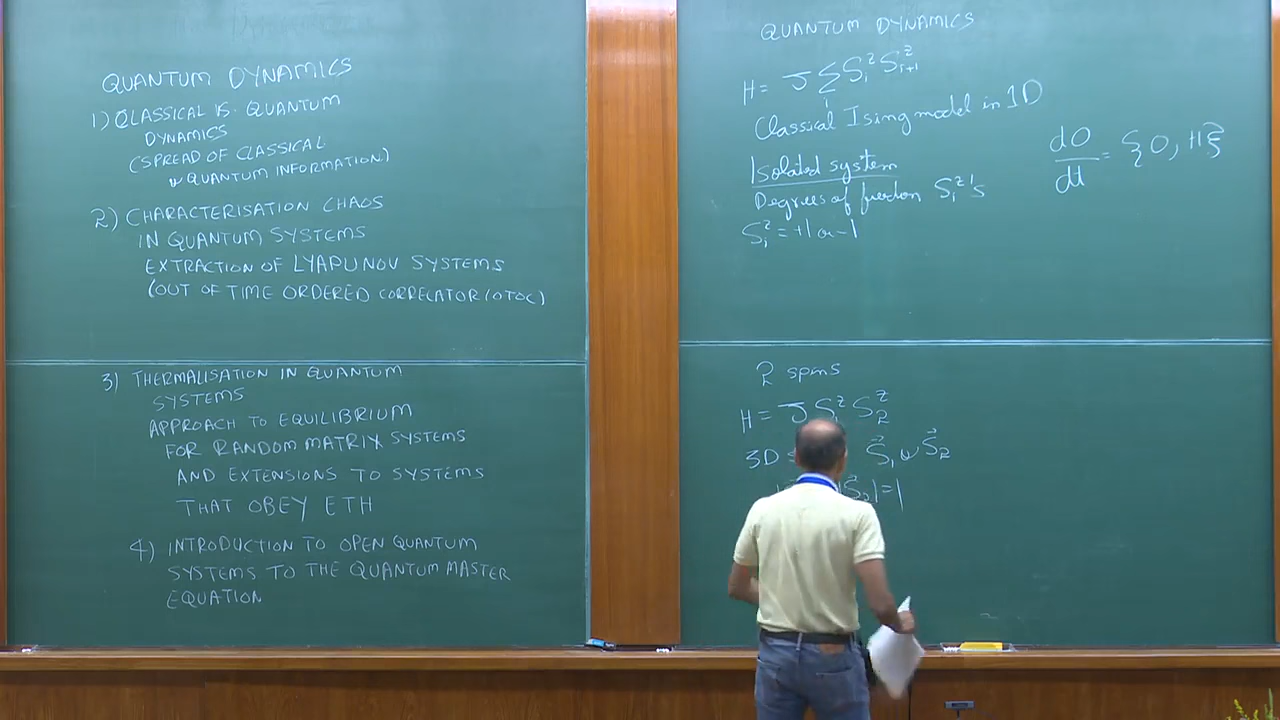 QUANTUM DYNAMICS
1) CLASSICAL VS. QUANTUM
DYNAMICS
(SPREAD OF CLASSICAL
& QUANTUM INFORMATION)
2) CHARACTERISATION CHAOS
IN QUANTUM SYSTEMS
EXTRACTION OF LYAPUNOV SYSTEMS
(OUT OF TIME ORDERED CORRELATOR/OTOC)
3) THERMALISATION IN QUANTUM
SYSTEMS
APPROACH TO EQUILIBRIUM
FOR RANDOM MATRIX SYSTEMS
AND EXTENSIONS TO SYSTEMS
THAT OBEY ETH
4) INTRODUCTION TO OPEN QUANTUM
SYSTEMS TO THE QUANTUM MASTER
EQUATION
QUANTUM DYNAMICS
H = J Σ_i S_i^z S_{i+1}^z
Classical Ising model in 1D
Isolated system
Degrees of freedom S_i^z's
S_i^z = +1 or -1
dO/dt = {O, H}
2 spins
H = J S_1^z S_2^z
3D S⃗_1 & S⃗_2
|S⃗_2|=1